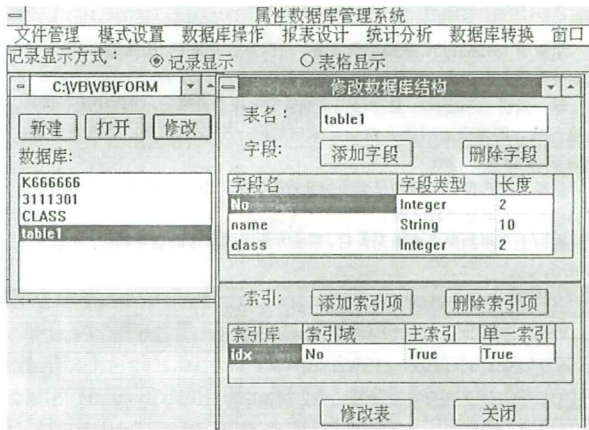 属性数据库管理系统
文件管理 模式设置 数据库操作 报表设计 统计分析 数据库转换 窗口
记录显示方式： 记录显示 表格显示
C:\VB\VB\FORM
新建 打开 修改
数据库:
K666666
3111301
CLASS
table1
修改数据库结构
表名： table1
字段: 添加字段 删除字段
字段名 字段类型 长度
No Integer 2
name String 10
class Integer 2
索引: 添加索引项 删除索引项
索引库 索引域 主索引 单一索引
idx No True True
修改表 关闭